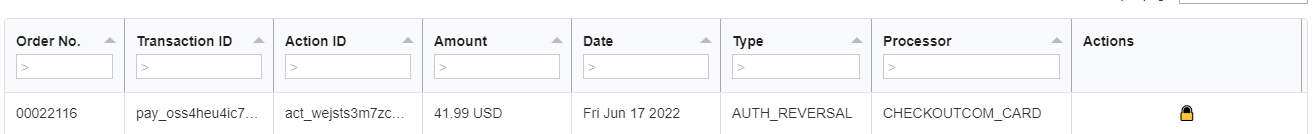 Order No. Transaction ID Action ID Amount Date Type Processor Actions
> > > > > > >
00022116 pay_oss4heu4ic7... act_wejsts3m7zc... 41.99 USD Fri Jun 17 2022 AUTH_REVERSAL CHECKOUTCOM_CARD